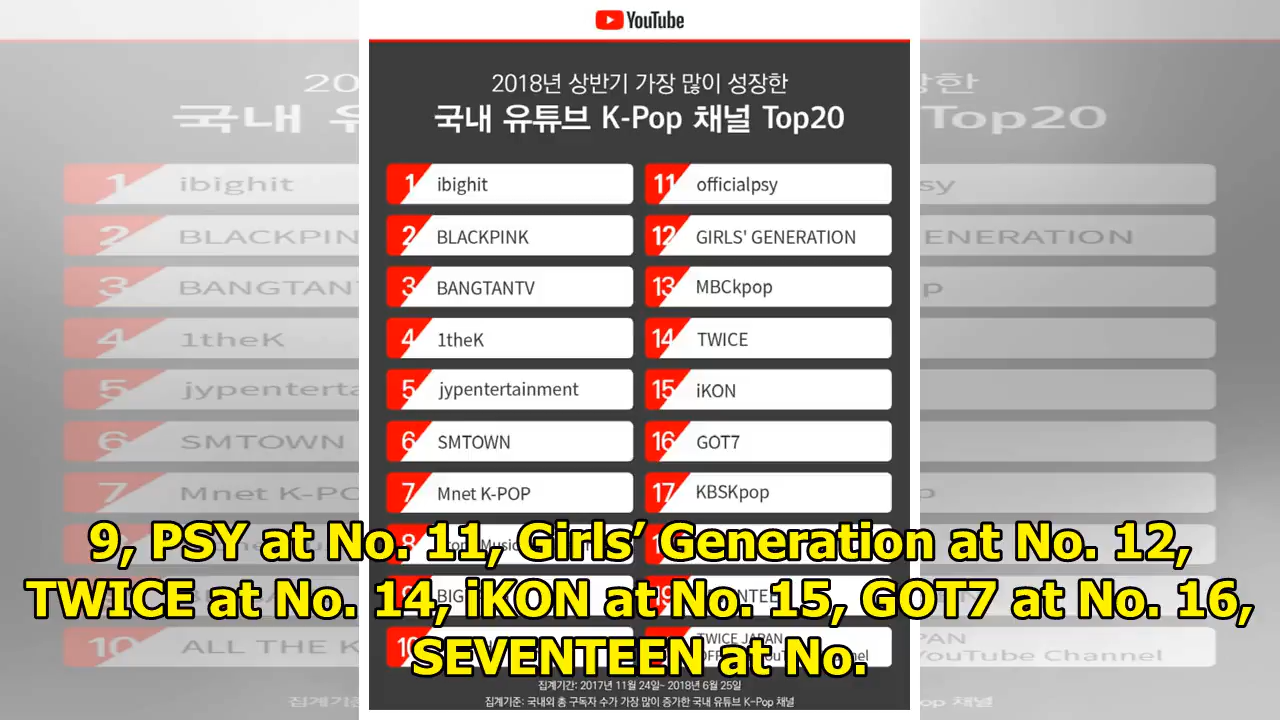 YouTube
2018년 상반기 가장 많이 성장한
국내 유튜브 K-Pop 채널 Top20
1 ibighit
2 BLACKPINK
3 BANGTANTV
4 1theK
5 jypentertainment
6 SMTOWN
7 Mnet K-POP
8
9 BIG
10
11 officialpsy
12 GIRLS' GENERATION
13 MBCkpop
14 TWICE
15 iKON
16 GOT7
17 KBSKpop
19
TWICE JAPAN
9, PSY at No. 11, Girls’ Generation at No. 12,
TWICE at No. 14, iKON at No. 15, GOT7 at No. 16,
SEVENTEEN at No.
집계기간: 2017년 11월 24일~ 2018년 6월 25일
집계기준: 국내외 총 구독자 수가 가장 많이 증가한 국내 유튜브 K-Pop 채널